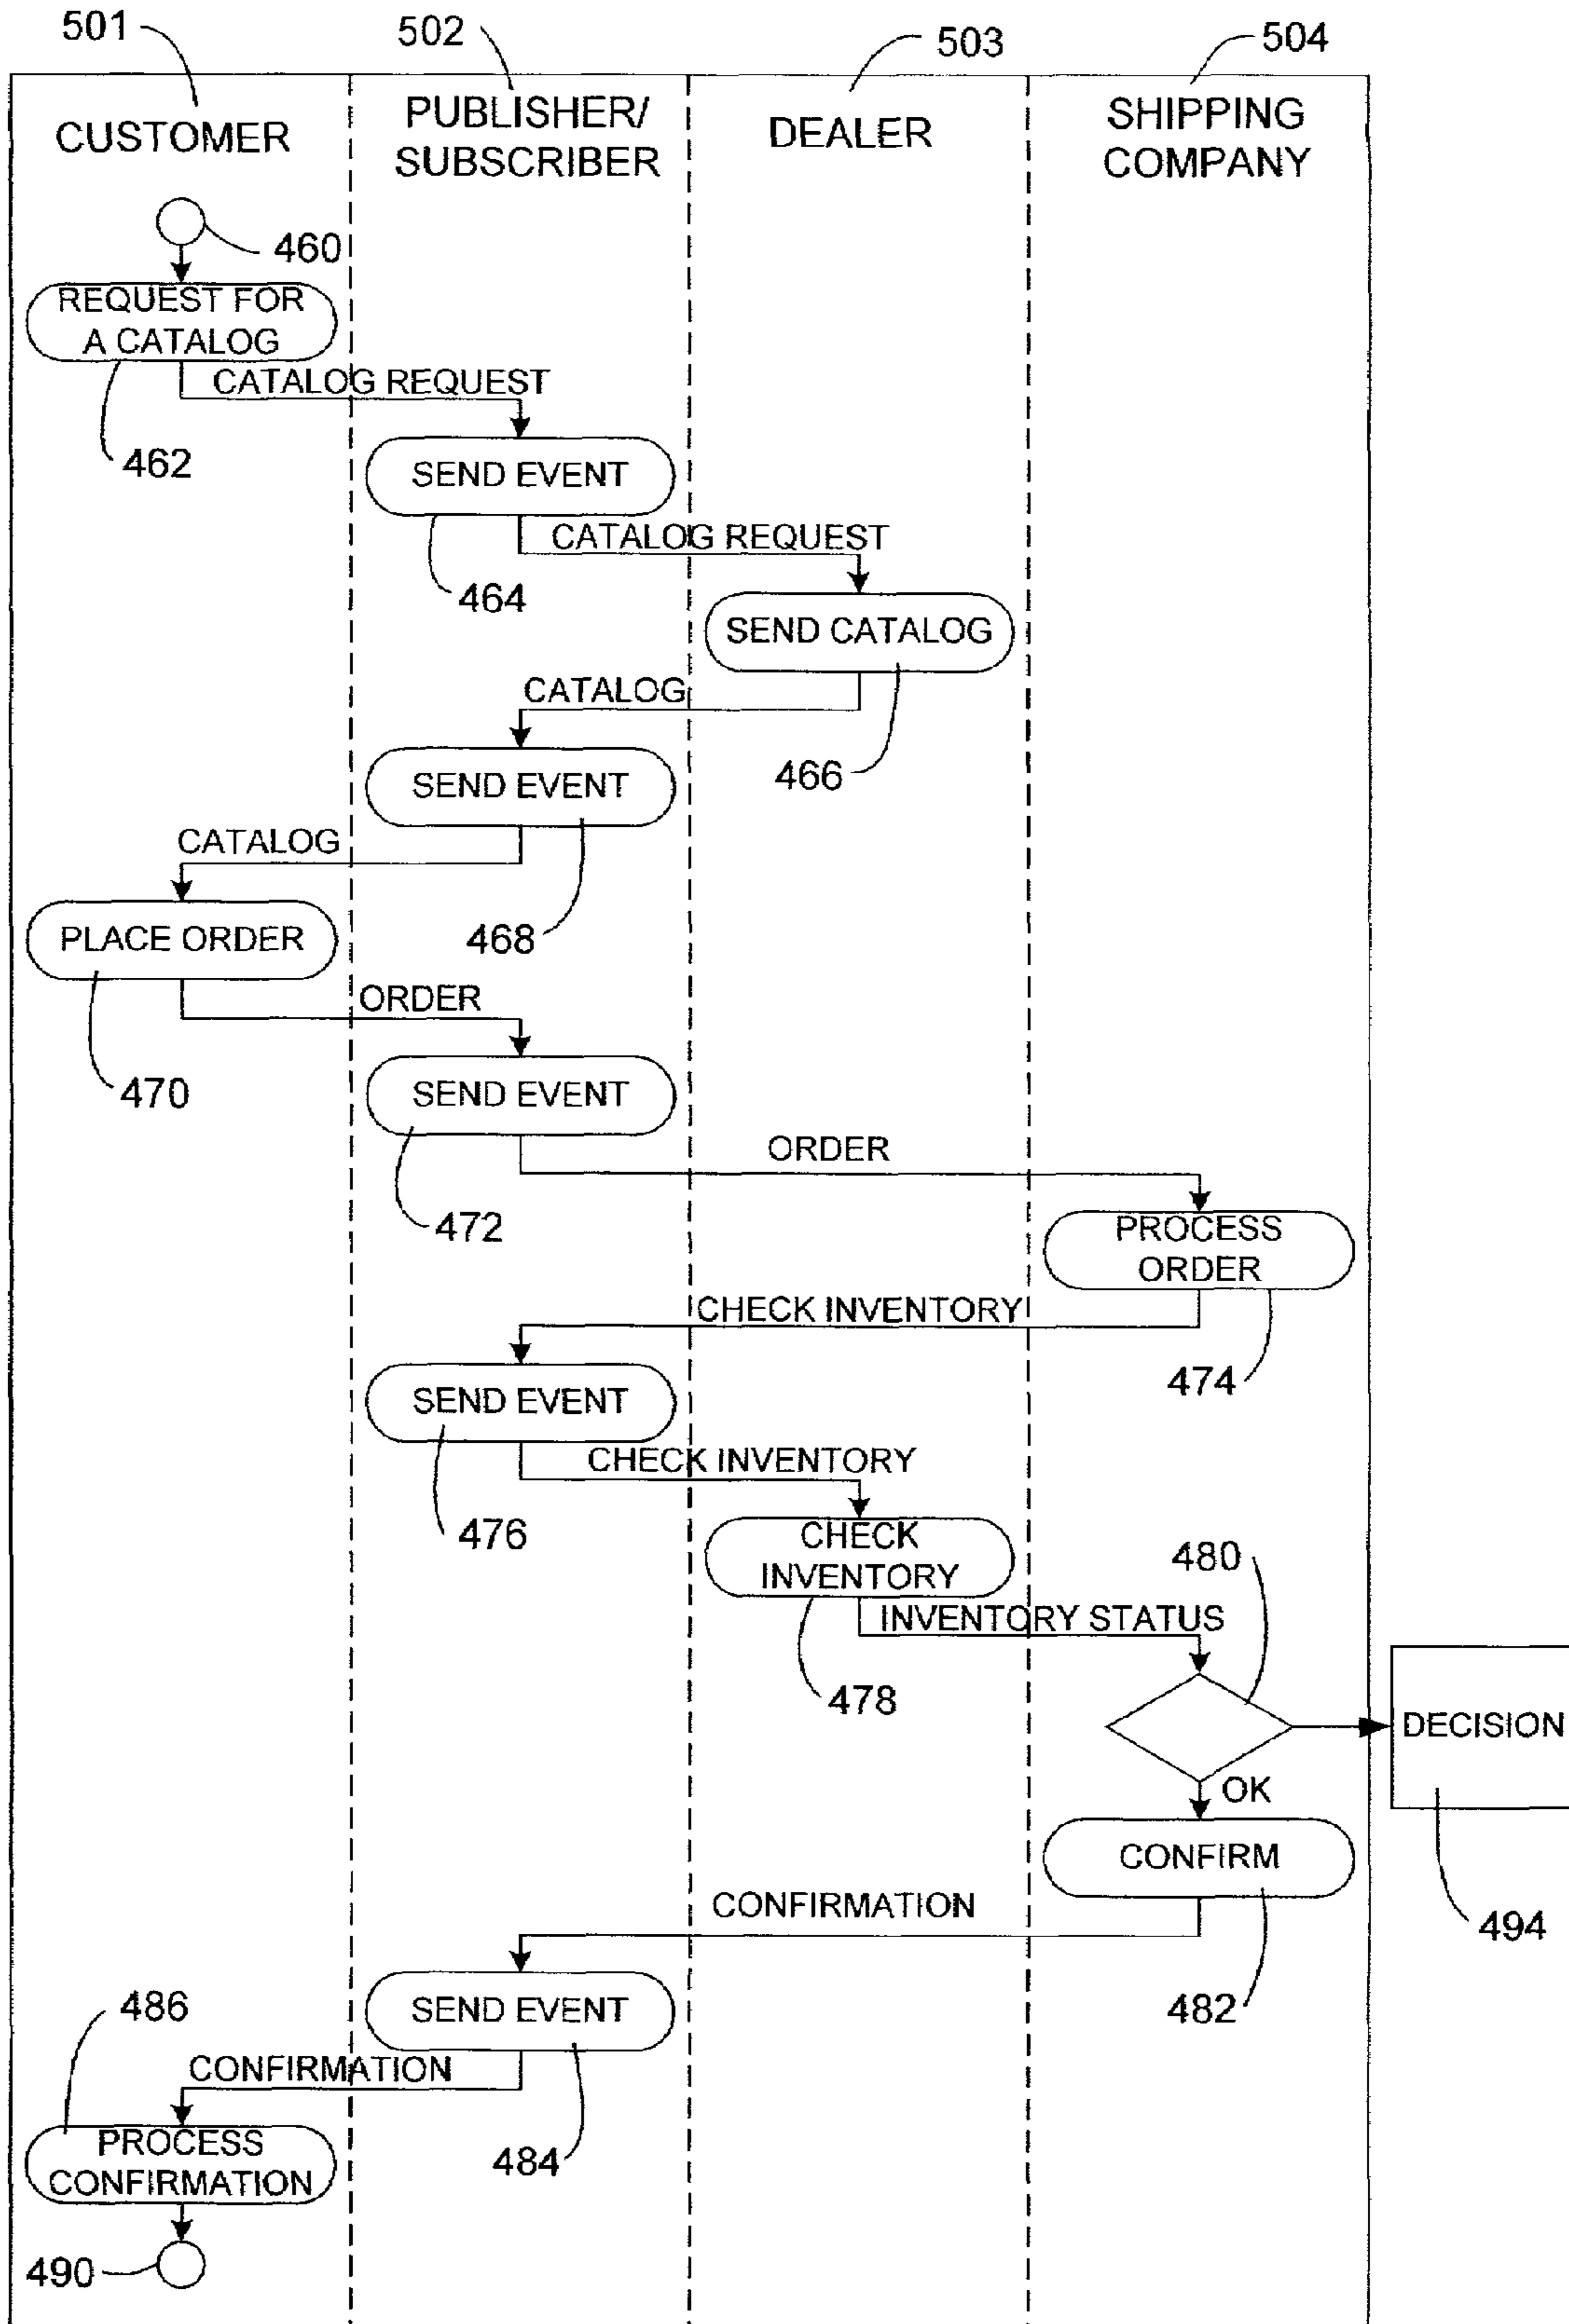 501
502
503
504
CUSTOMER
PUBLISHER/
SUBSCRIBER
DEALER
SHIPPING
COMPANY
460
REQUEST FOR
A CATALOG
CATALOG REQUEST
462
SEND EVENT
CATALOG REQUEST
464
SEND CATALOG
CATALOG
466
SEND EVENT
CATALOG
468
PLACE ORDER
ORDER
470
SEND EVENT
ORDER
472
PROCESS
ORDER
CHECK INVENTORY
474
SEND EVENT
CHECK INVENTORY
476
CHECK
INVENTORY
480
INVENTORY STATUS
478
DECISION
OK
CONFIRM
CONFIRMATION
494
486
SEND EVENT
482
CONFIRMATION
484
PROCESS
CONFIRMATION
490